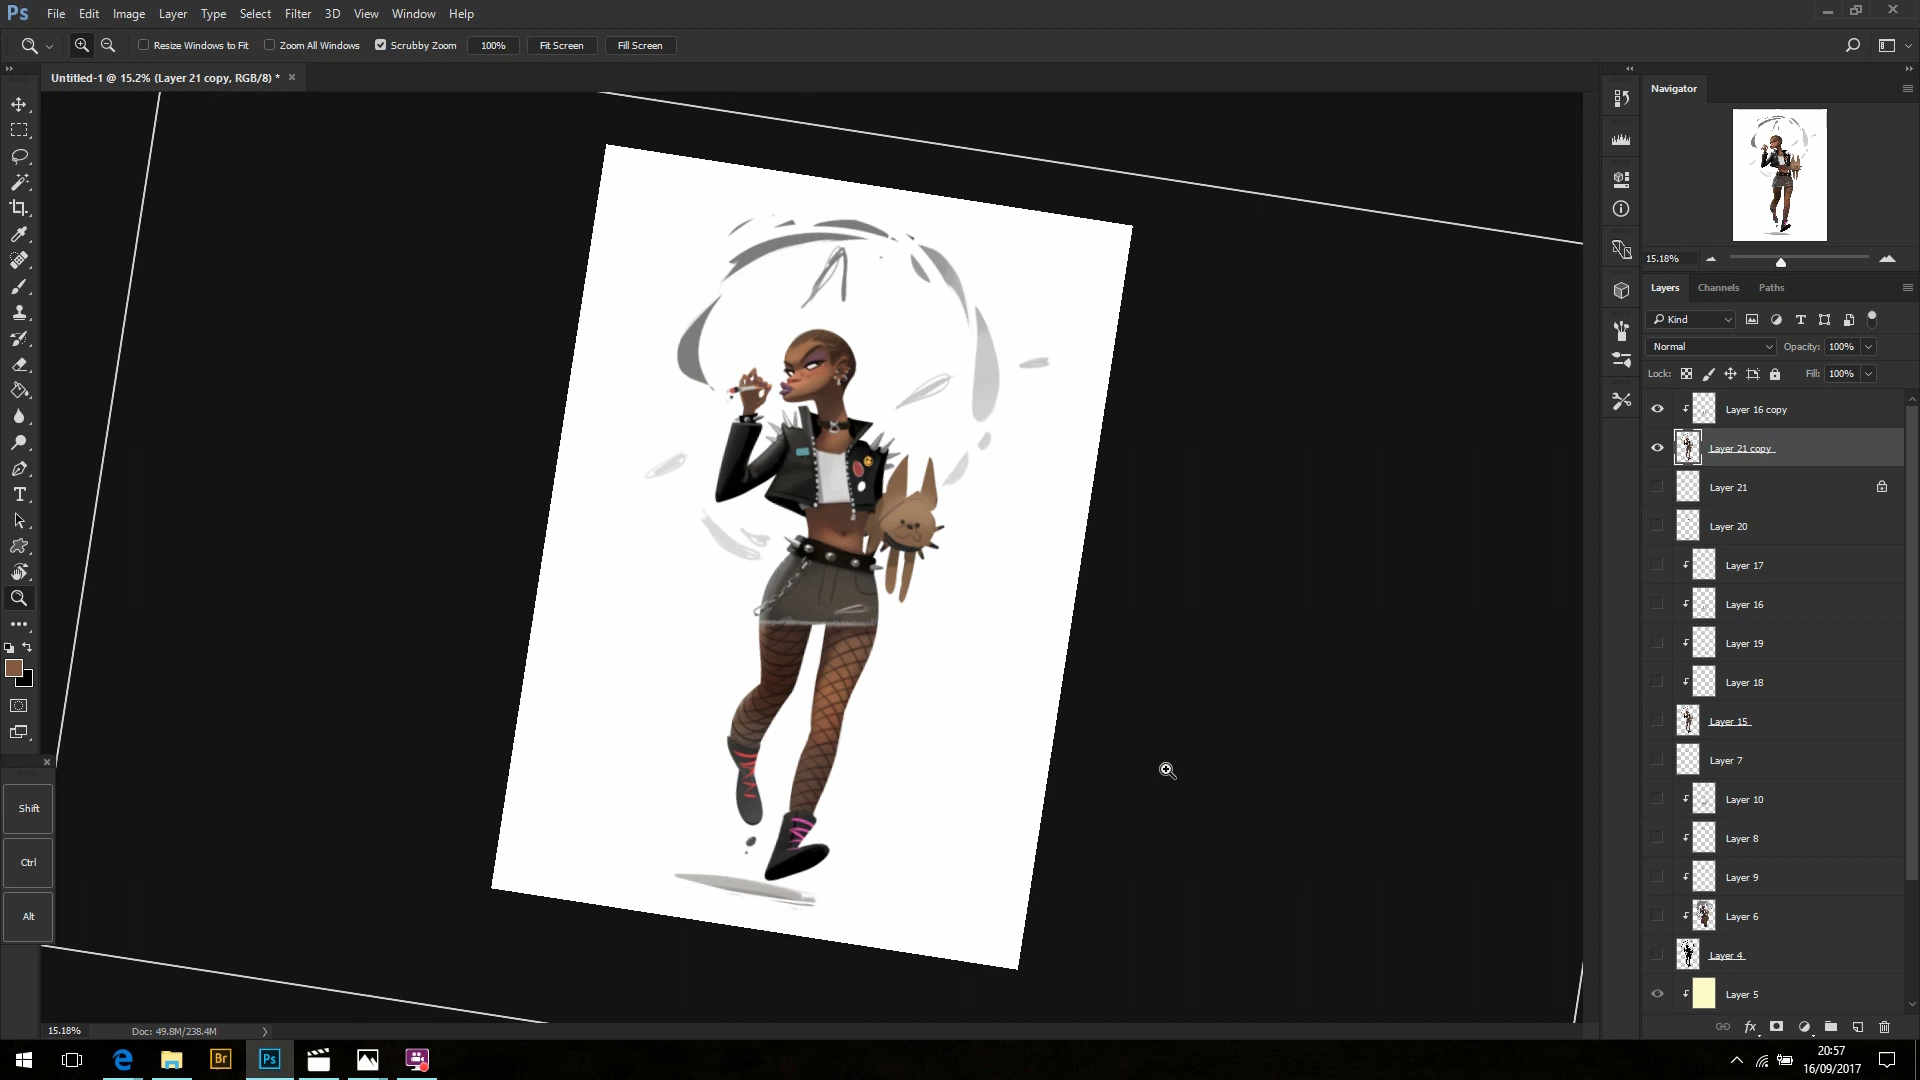 Ps File Edit Image Layer Type Select Filter 3D View Window Help
Resize Windows to Fit Zoom All Windows Scrubby Zoom 100% Fit Screen Fill Screen
Untitled-1 @ 15.2% (Layer 21 copy, RGB/8) *
Navigator
15.18%
Layers Channels Paths
Kind
Normal Opacity: 100%
Lock: Fill: 100%
Layer 16 copy
Layer 21 copy
Layer 21
Layer 20
Layer 17
Layer 16
Layer 19
Layer 18
Layer 15
Layer 7
Layer 10
Layer 8
Layer 9
Layer 6
Layer 4
Layer 5
fx
T
Shift
Ctrl
Alt
15.18% Doc: 49.8M/238.4M
Br Ps
20:57
16/09/2017